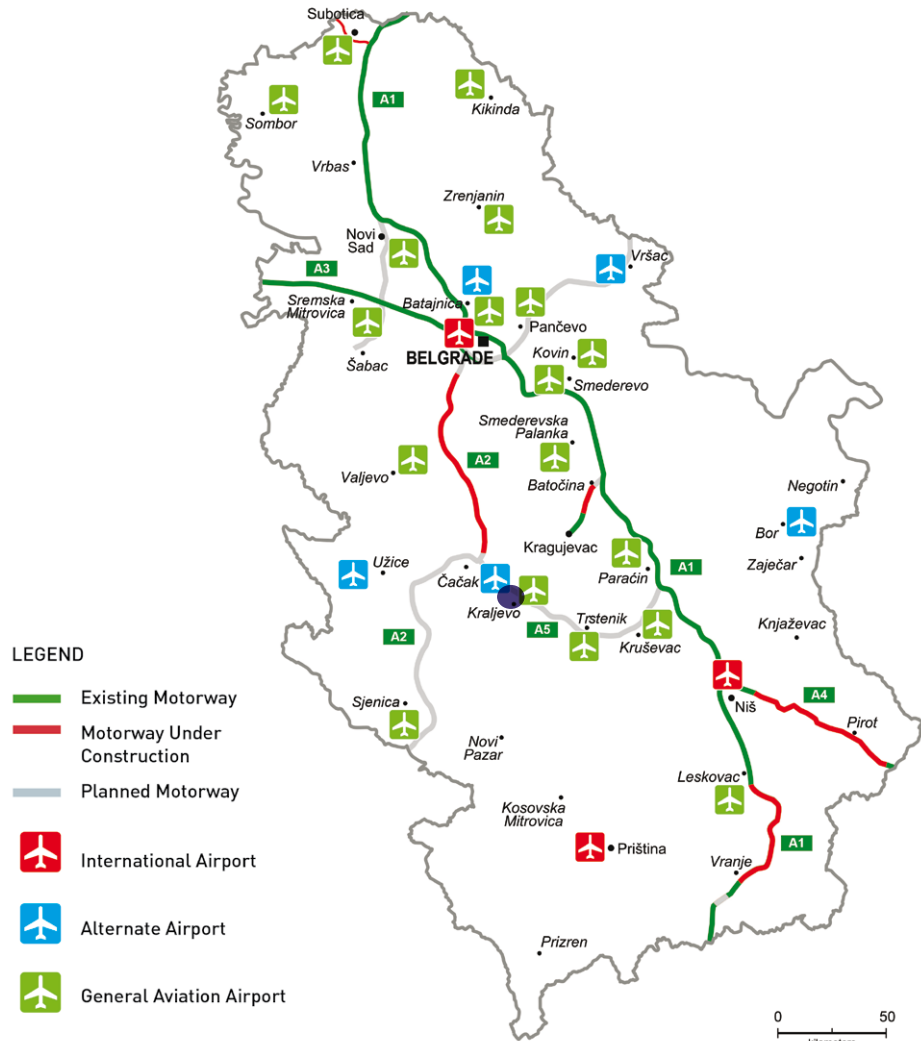 Subotica
A1
Kikinda
Sombor
Vrbas
Zrenjanin
Novi
Sad
Vršac
A3
Batajnica
Sremska
Mitrovica
Pančevo
BELGRADE
Kovin
Šabac
Smederevo
Smederevska
Palanka
A2
Valjevo
Batočina
Negotin
Bor
Kragujevac
Zaječar
Užice
Čačak
Paraćin
A1
Kraljevo
A5
Trstenik
Knjaževac
A2
Kruševac
LEGEND
A4
Niš
Existing Motorway
Sjenica
Pirot
Motorway Under
Construction
Novi
Pazar
Leskovac
Planned Motorway
Kosovska
Mitrovica
International Airport
Priština
A1
Vranje
Alternate Airport
Prizren
General Aviation Airport
0 50